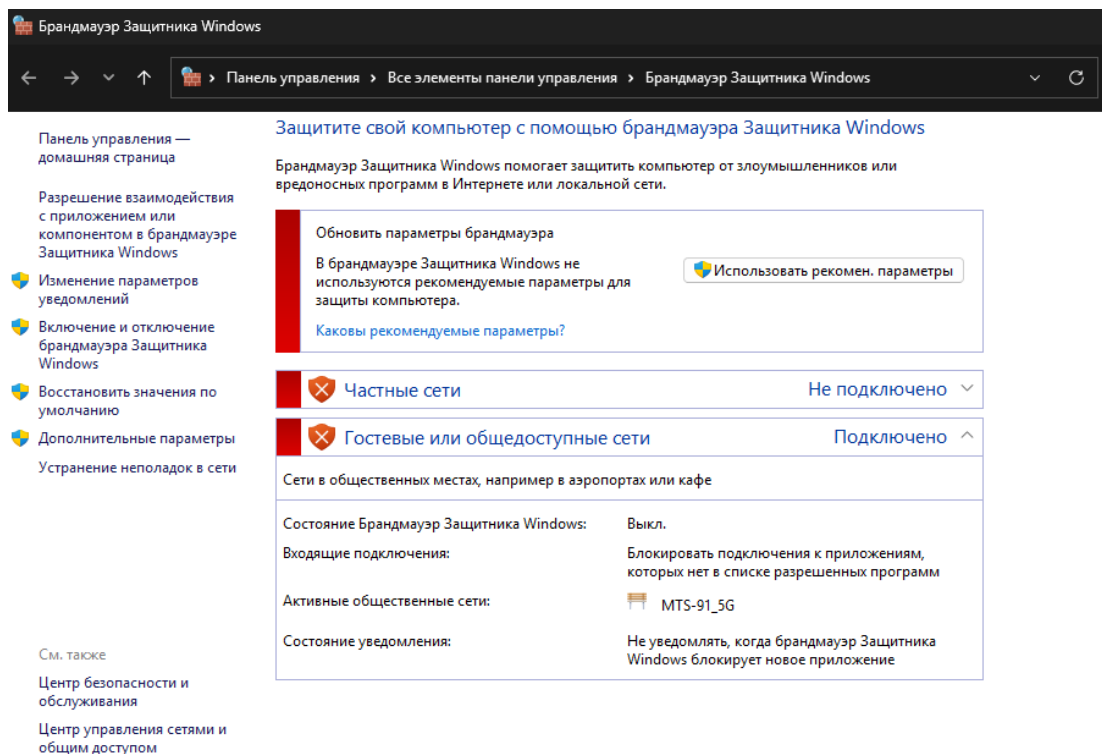 Брандмауэр Защитника Windows
Панель управления > Все элементы панели управления > Брандмауэр Защитника Windows
Панель управления —
домашняя страница
Разрешение взаимодействия
с приложением или
компонентом в брандмауэре
Защитника Windows
Изменение параметров
уведомлений
Включение и отключение
брандмауэра Защитника
Windows
Восстановить значения по
умолчанию
Дополнительные параметры
Устранение неполадок в сети
См. также
Центр безопасности и
обслуживания
Центр управления сетями и
общим доступом
Защитите свой компьютер с помощью брандмауэра Защитника Windows
Брандмауэр Защитника Windows помогает защитить компьютер от злоумышленников или
вредоносных программ в Интернете или локальной сети.
Обновить параметры брандмауэра
В брандмауэре Защитника Windows не
используются рекомендуемые параметры для
защиты компьютера.
Использовать рекомен. параметры
Каковы рекомендуемые параметры?
Частные сети Не подключено
Гостевые или общедоступные сети Подключено
Сети в общественных местах, например в аэропортах или кафе
Состояние Брандмауэр Защитника Windows: Выкл.
Входящие подключения: Блокировать подключения к приложениям,
которых нет в списке разрешенных программ
Активные общественные сети: MTS-91_5G
Состояние уведомления: Не уведомлять, когда брандмауэр Защитника
Windows блокирует новое приложение